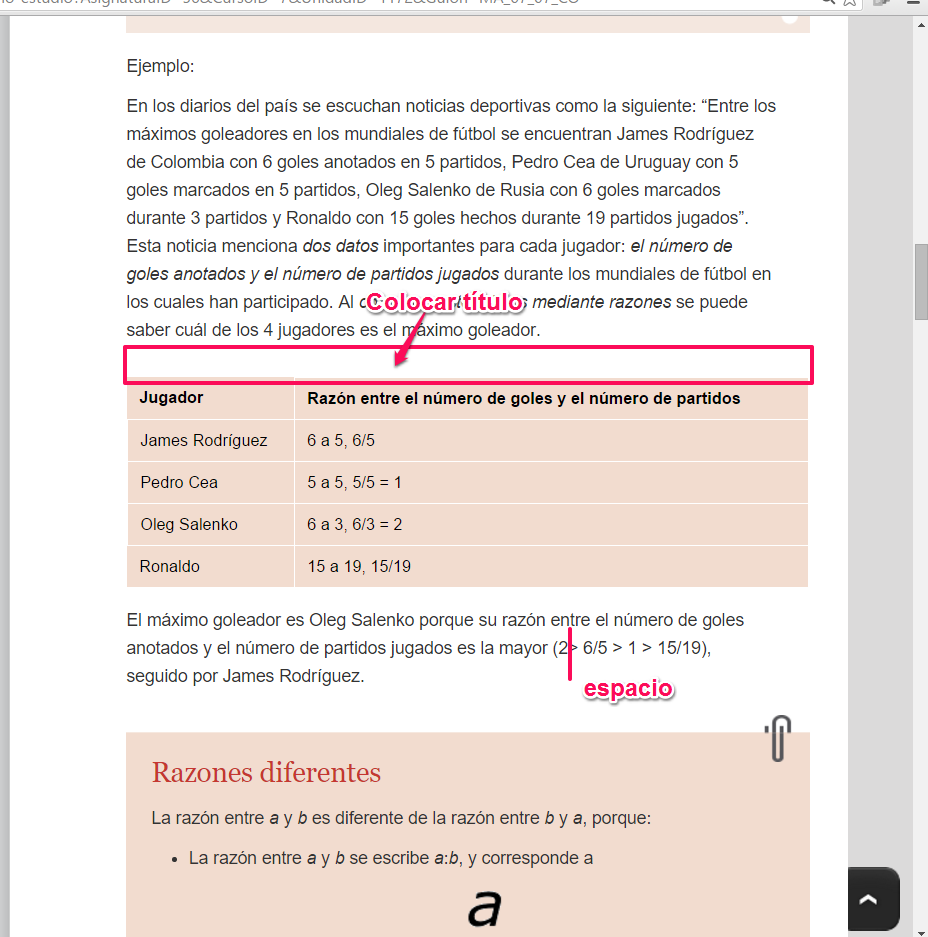 Ejemplo:
En los diarios del país se escuchan noticias deportivas como la siguiente: “Entre los
máximos goleadores en los mundiales de fútbol se encuentran James Rodríguez
de Colombia con 6 goles anotados en 5 partidos, Pedro Cea de Uruguay con 5
goles marcados en 5 partidos, Oleg Salenko de Rusia con 6 goles marcados
durante 3 partidos y Ronaldo con 15 goles hechos durante 19 partidos jugados”.
Esta noticia menciona dos datos importantes para cada jugador: el número de
goles anotados y el número de partidos jugados durante los mundiales de fútbol en
los cuales han participado. Al mediante razones se puede
Colocar título
saber cuál de los 4 jugadores es el máximo goleador.
Jugador Razón entre el número de goles y el número de partidos
James Rodríguez 6 a 5, 6/5
Pedro Cea 5 a 5, 5/5 = 1
Oleg Salenko 6 a 3, 6/3 = 2
Ronaldo 15 a 19, 15/19
El máximo goleador es Oleg Salenko porque su razón entre el número de goles
anotados y el número de partidos jugados es la mayor (2> 6/5 > 1 > 15/19),
seguido por James Rodríguez.
espacio
Razones diferentes
La razón entre a y b es diferente de la razón entre b y a, porque:
• La razón entre a y b se escribe a:b, y corresponde a
a